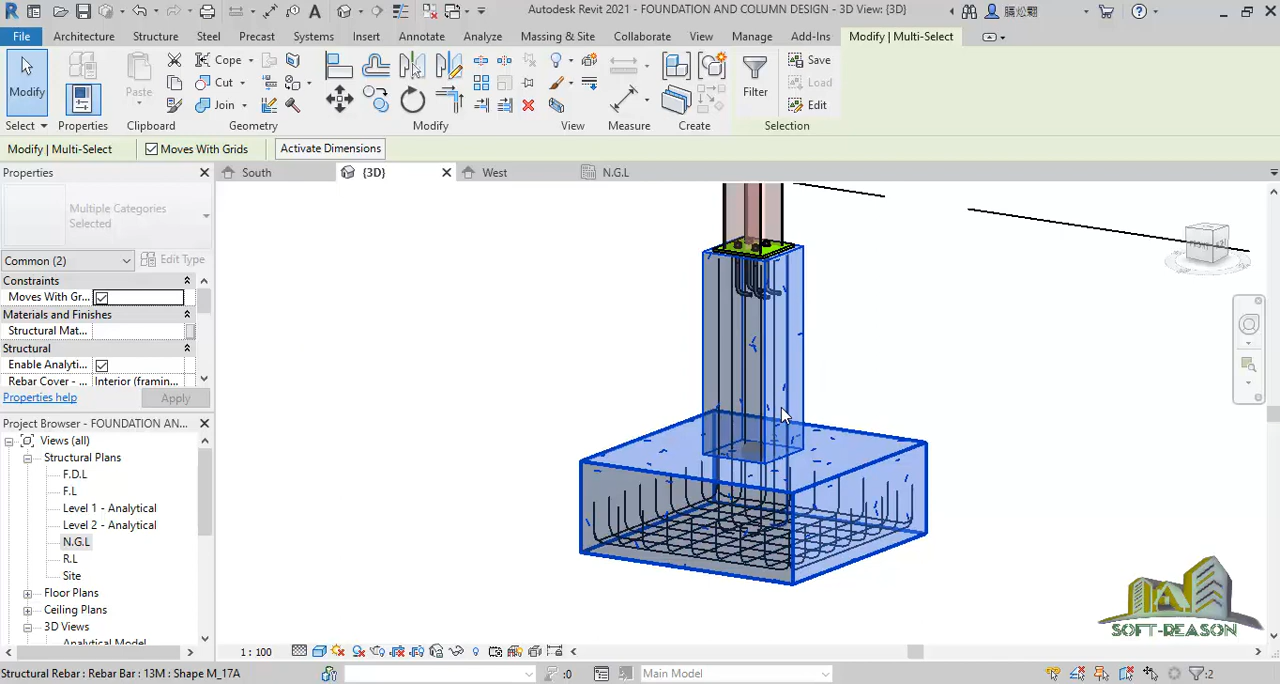 Autodesk Revit 2021 - FOUNDATION AND COLUMN DESIGN - 3D View: {3D}
File Architecture Structure Steel Precast Systems Insert Annotate Analyze Massing & Site Collaborate View Manage Add-Ins Modify | Multi-Select
Modify Paste Cope Cut Join Filter Save Load Edit
Select Properties Clipboard Geometry Modify View Measure Create Selection
Modify | Multi-Select Moves With Grids Activate Dimensions
Properties
South {3D} West N.G.L
Multiple Categories
Selected
Common (2) Edit Type
Constraints
Moves With Gr...
Materials and Finishes
Structural Mat...
Structural
Enable Analyti...
Rebar Cover - ... Interior (framin...
Properties help Apply
Project Browser - FOUNDATION AN...
Views (all)
Structural Plans
F.D.L
F.L
Level 1 - Analytical
Level 2 - Analytical
N.G.L
R.L
Site
Floor Plans
Ceiling Plans
3D Views
Analytical Model
SOFT-REASON
1 : 100
Structural Rebar : Rebar Bar : 13M : Shape M_17A :0 Main Model :2